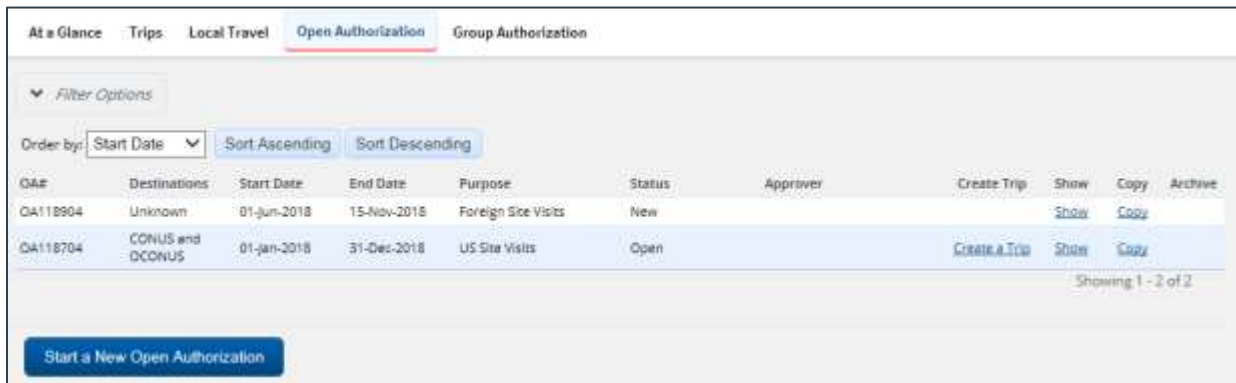 At a Glance Trips Local Travel Open Authorization Group Authorization
Filter Options
Order by: Start Date Sort Ascending Sort Descending
OA# Destinations Start Date End Date Purpose Status Approver Create Trip Show Copy Archive
OA118904 Unknown 01-Jun-2018 15-Nov-2018 Foreign Site Visits New Show Copy
OA118704 CONUS and OCONUS 01-Jan-2018 31-Dec-2018 US Site Visits Open Create a Trip Show Copy
Showing 1 - 2 of 2
Start a New Open Authorization